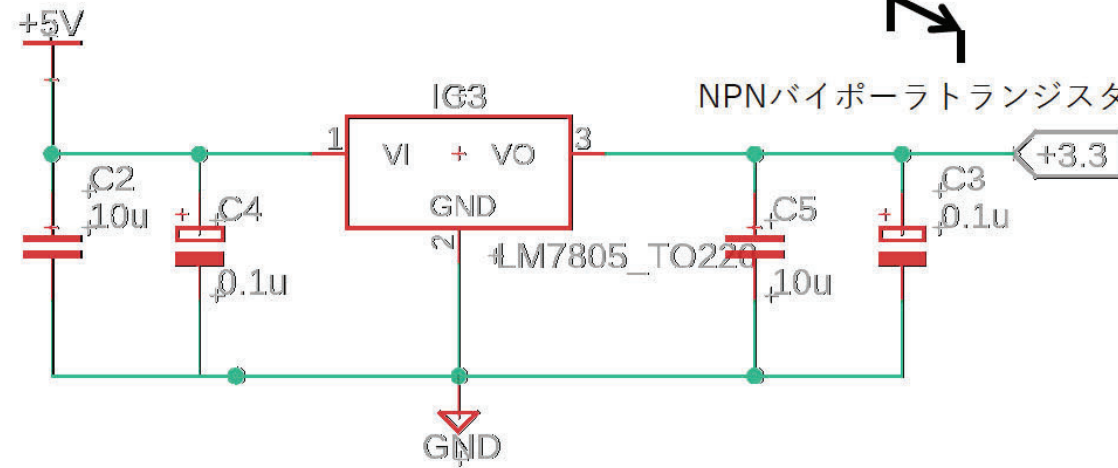 +5V
IC3
NPNバイポーラトランジスタ
1
VI
VO
3
+3.3
C2
10u
C4
0.1u
GND
2
LM7805_TO220
C5
10u
C3
0.1u
GND